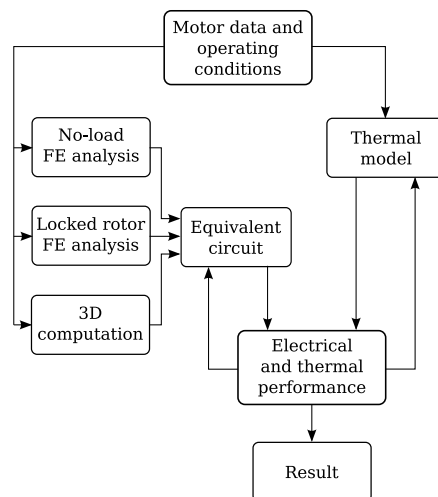 Motor data and
operating
conditions
No-load
FE analysis
Thermal
model
Locked rotor
FE analysis
Equivalent
circuit
3D
computation
Electrical
and thermal
performance
Result